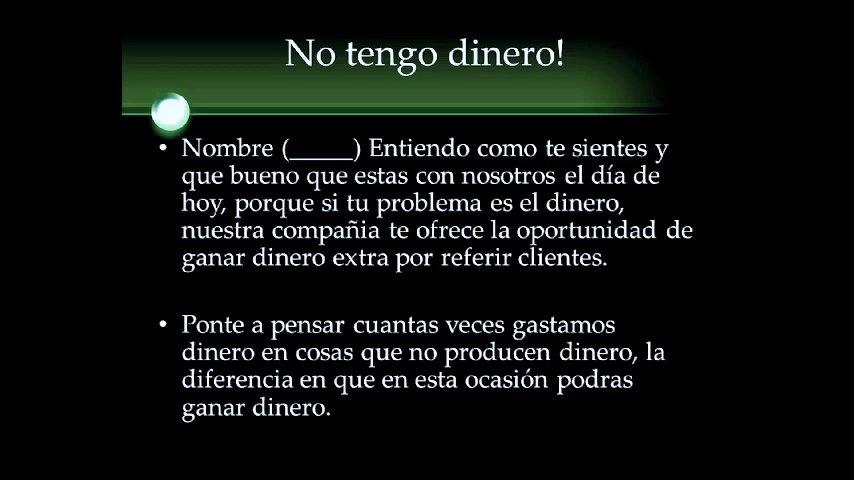 No tengo dinero!
• Nombre (_____) Entiendo como te sientes y
que bueno que estas con nosotros el día de
hoy, porque si tu problema es el dinero,
nuestra compañia te ofrece la oportunidad de
ganar dinero extra por referir clientes.
• Ponte a pensar cuantas veces gastamos
dinero en cosas que no producen dinero, la
diferencia en que en esta ocasión podras
ganar dinero.